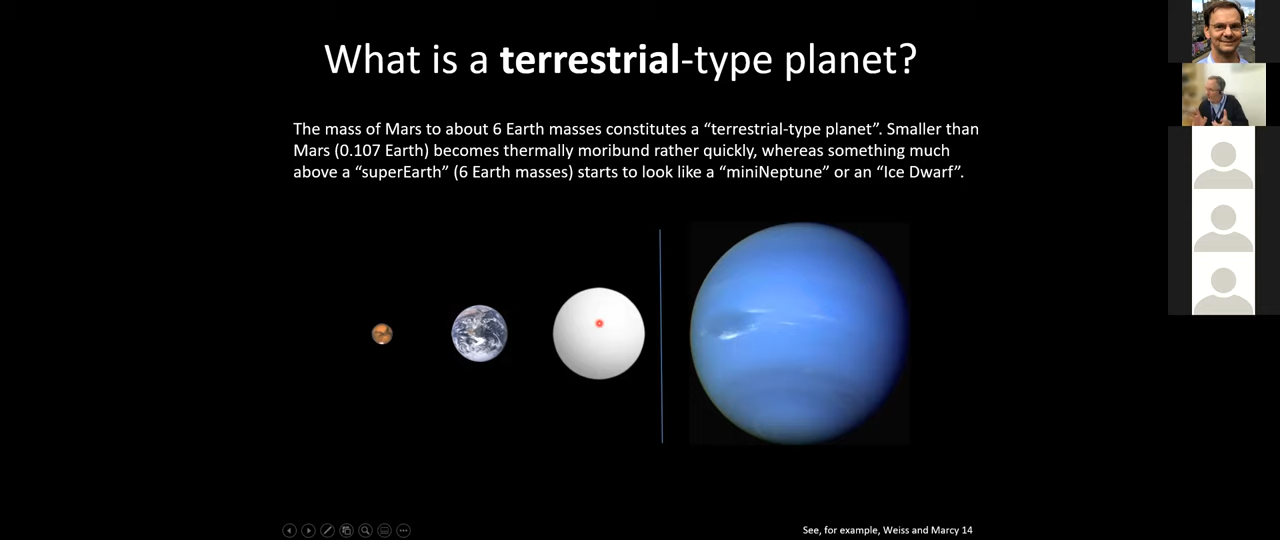 What is a terrestrial-type planet?
The mass of Mars to about 6 Earth masses constitutes a “terrestrial-type planet”. Smaller than
Mars (0.107 Earth) becomes thermally moribund rather quickly, whereas something much
above a “superEarth” (6 Earth masses) starts to look like a “miniNeptune” or an “Ice Dwarf”.
See, for example, Weiss and Marcy 14